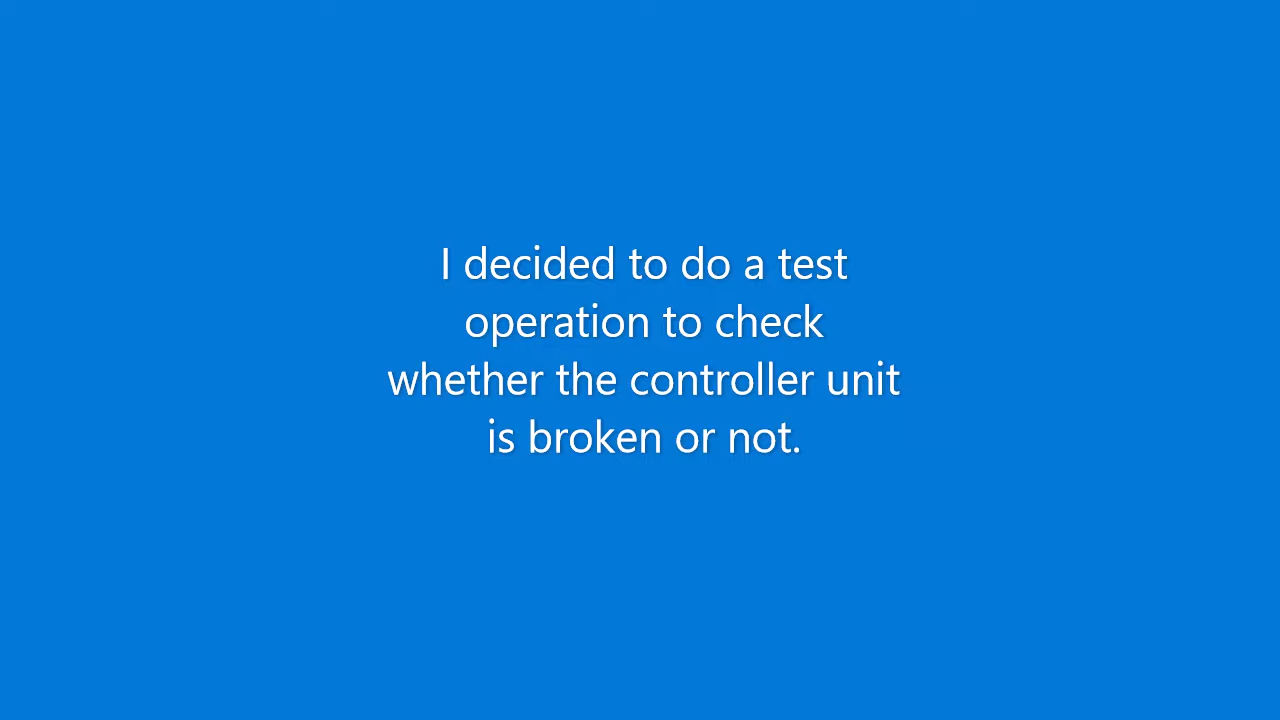 I decided to do a test
operation to check
whether the controller unit
is broken or not.